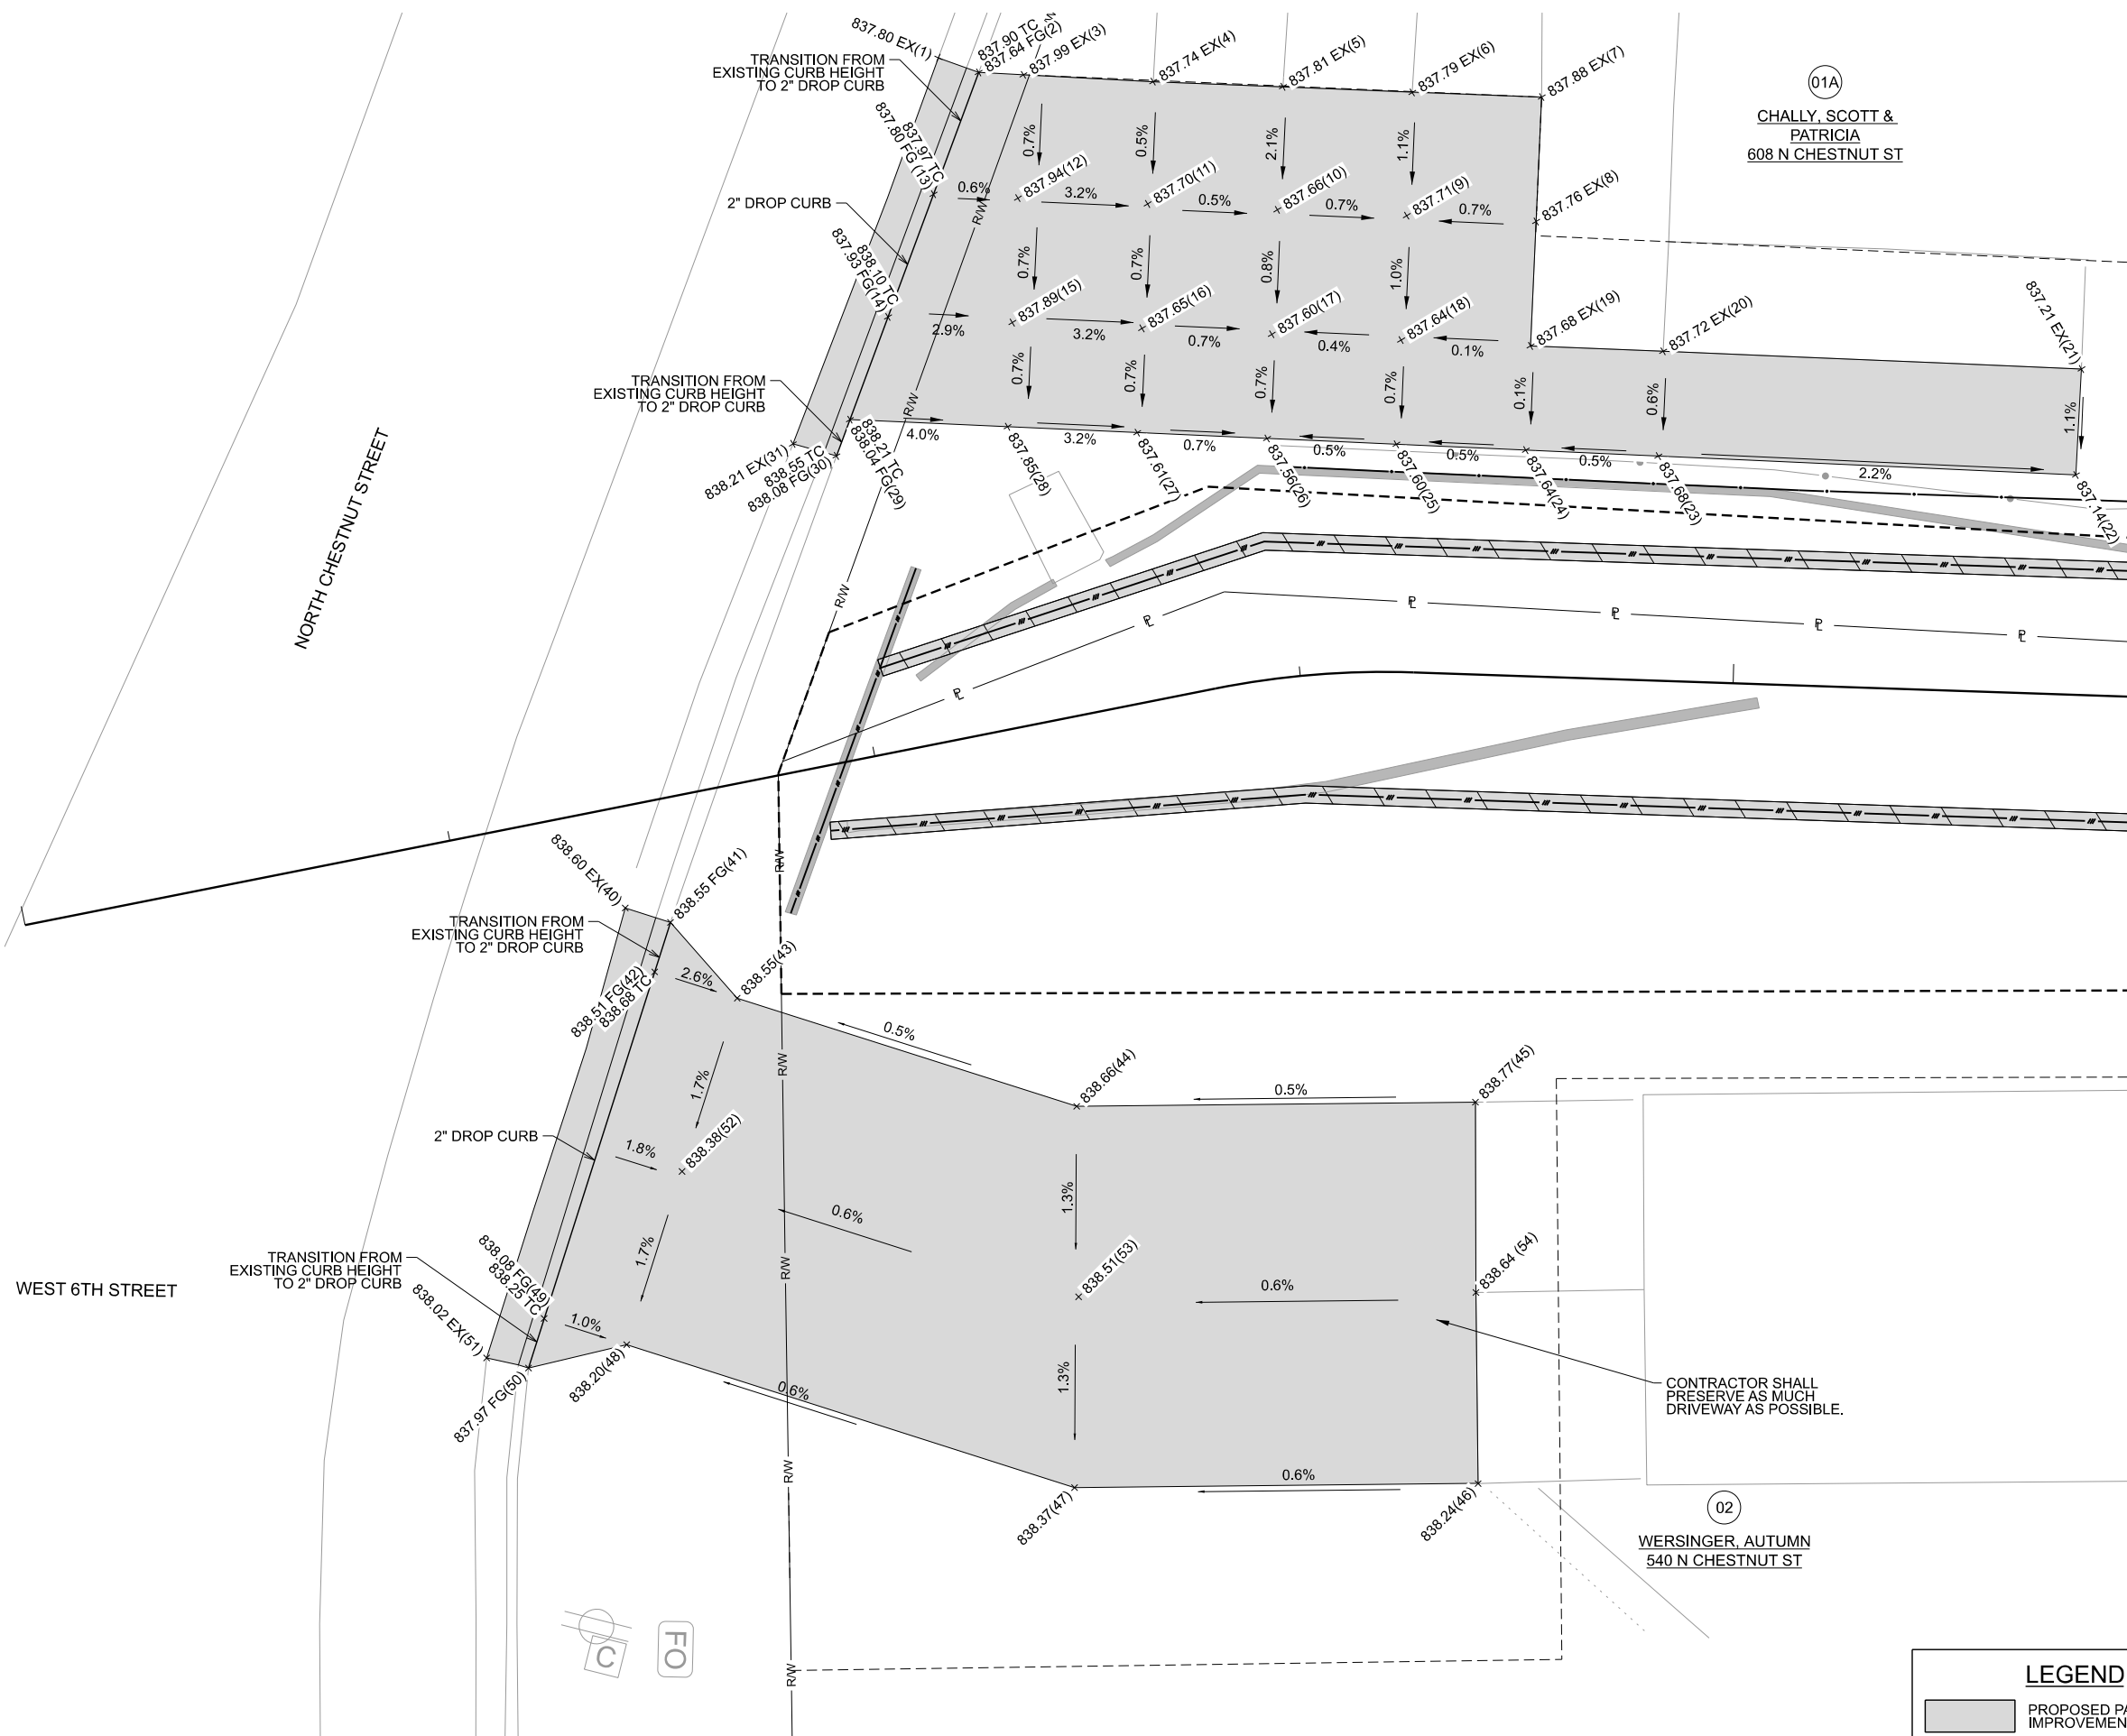 837.80 EX(1)
837.90 TC
837.64 FG(2)
837.99 EX(3)
837.74 EX(4)
837.81 EX(5)
837.79 EX(6)
837.88 EX(7)
TRANSITION FROM
EXISTING CURB HEIGHT
TO 2" DROP CURB
01A
CHALLY, SCOTT &
PATRICIA
608 N CHESTNUT ST
0.7%
0.5%
2.1%
1.1%
837.97 TC
837.80 FG (13)
0.6%
837.94(12)
3.2%
837.70(11)
0.5%
837.66(10)
0.7%
837.71(9)
0.7%
837.76 EX(8)
2" DROP CURB
R/W
838.10 TC
837.93 FG(14)
0.7%
0.7%
0.8%
1.0%
2.9%
837.89(15)
3.2%
837.65(16)
0.7%
837.60(17)
0.4%
837.64(18)
0.1%
837.68 EX(19)
837.72 EX(20)
837.21 EX(21)
TRANSITION FROM
EXISTING CURB HEIGHT
TO 2" DROP CURB
0.7%
0.7%
0.7%
0.7%
0.1%
0.6%
1.1%
R/W
4.0%
3.2%
0.7%
0.5%
0.5%
0.5%
2.2%
838.21 EX(31)
838.55 TC
838.08 FG(30)
838.21 TC
838.04 FG(29)
837.85(28)
837.61(27)
837.56(26)
837.60(25)
837.64(24)
837.68(23)
837.14(22)
NORTH CHESTNUT STREET
R/W
R/W
838.60 EX(40)
838.55 FG(41)
TRANSITION FROM
EXISTING CURB HEIGHT
TO 2" DROP CURB
838.51 FG(42)
838.68 TC
2.6%
838.55(43)
0.5%
R/W
1.7%
838.66(44)
0.5%
838.77(45)
2" DROP CURB
1.8%
838.38(52)
1.3%
0.6%
1.7%
R/W
838.51(53)
0.6%
838.64 (54)
WEST 6TH STREET
TRANSITION FROM
EXISTING CURB HEIGHT
TO 2" DROP CURB
838.08 FG(49)
838.25 TC
838.02 EX(51)
1.0%
837.97 FG(50)
838.20(48)
0.6%
1.3%
CONTRACTOR SHALL
PRESERVE AS MUCH
DRIVEWAY AS POSSIBLE.
R/W
838.37(47)
0.6%
838.24(46)
02
WERSINGER, AUTUMN
540 N CHESTNUT ST
C
FO
R/W
LEGEND
PROPOSED PA
IMPROVEMEN